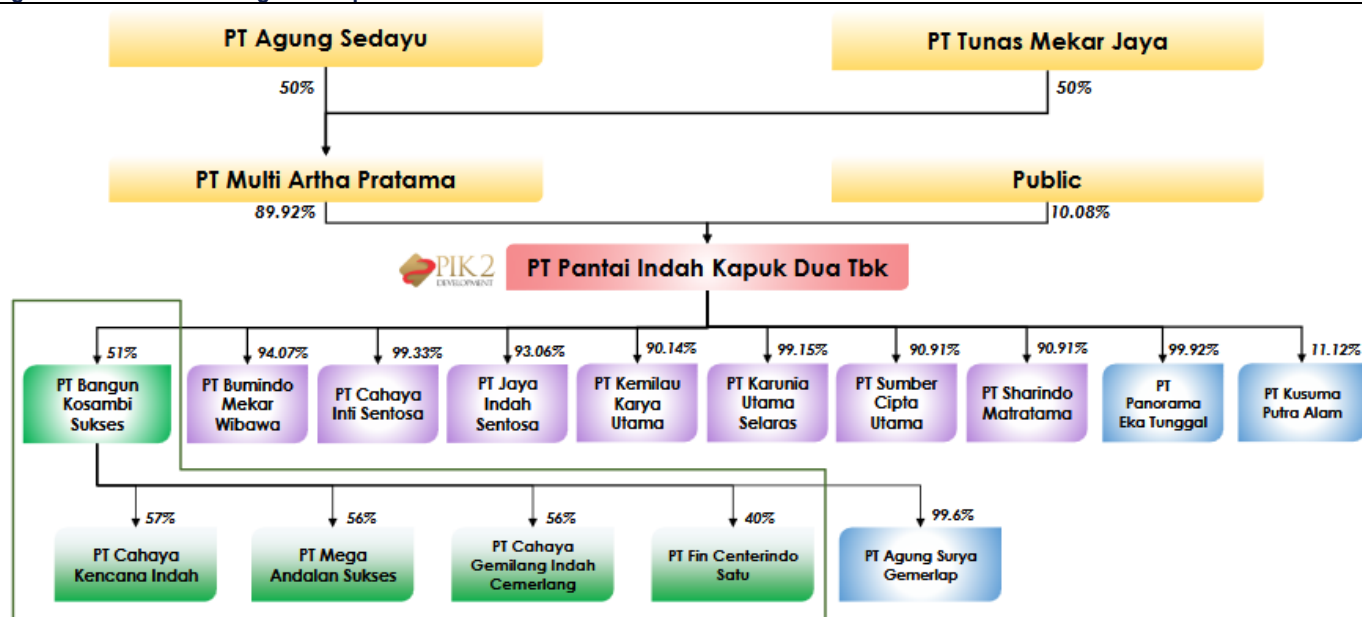 PT Agung Sedayu
PT Tunas Mekar Jaya
50%
50%
PT Multi Artha Pratama
Public
89.92%
10.08%
PIK 2
DEVELOPMENT
PT Pantai Indah Kapuk Dua Tbk
51%
94.07%
99.33%
93.06%
90.14%
99.15%
90.91%
90.91%
99.92%
11.12%
PT Bangun
Kosambi
Sukses
PT Bumindo
Mekar
Wibawa
PT Cahaya
Inti Sentosa
PT Jaya
Indah
Sentosa
PT Kemilau
Karya
Utama
PT Karunia
Utama
Selaras
PT Sumber
Cipta
Utama
PT Sharindo
Matratama
PT
Panorama
Eka Tunggal
PT Kusuma
Putra Alam
57%
56%
56%
40%
99.6%
PT Cahaya
Kencana Indah
PT Mega
Andalan Sukses
PT Cahaya
Gemilang Indah
Cemerlang
PT Fin Centerindo
Satu
PT Agung Surya
Gemerlap